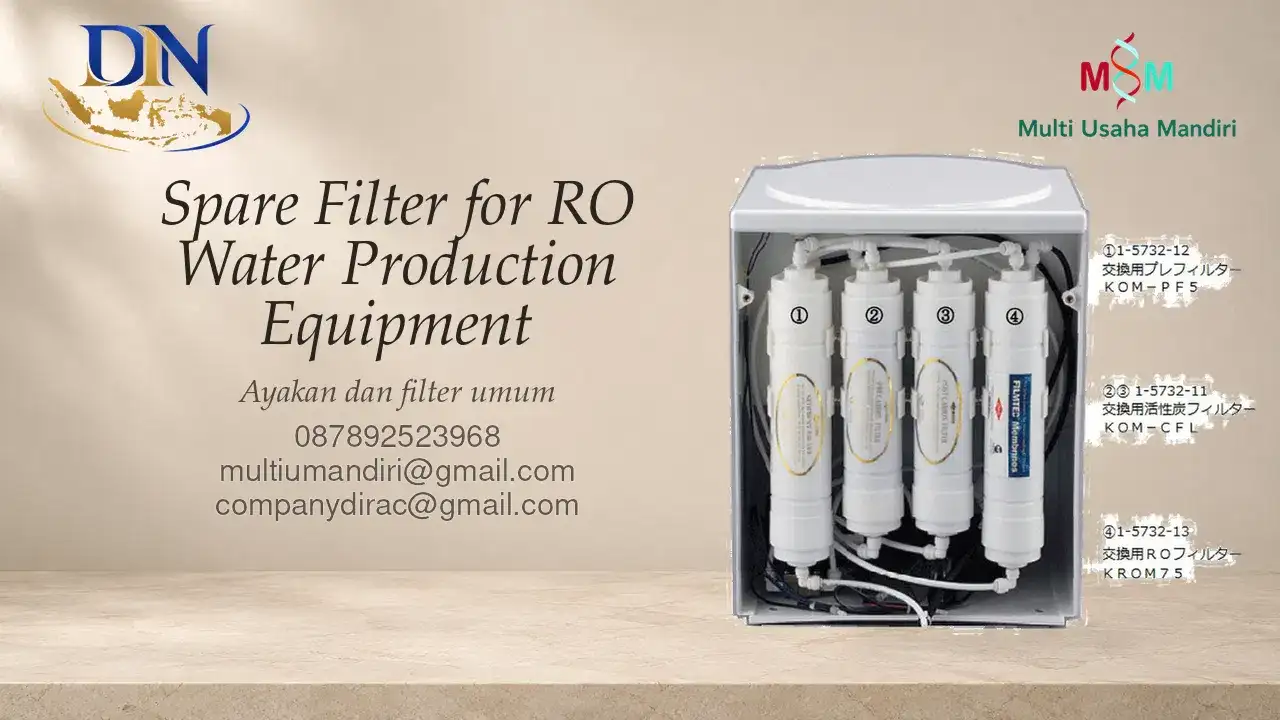 DIN
M M
Multi Usaha Mandiri
Spare Filter for RO
Water Production
Equipment
Ayakan dan filter umum
087892523968
multiumandiri@gmail.com
companydirac@gmail.com
①1-5732-12
交換用プレフィルター
ＫＯＭ－ＰＦ５
②③ 1-5732-11
交換用活性炭フィルター
ＫＯＭ－ＣＦＬ
④1-5732-13
交換用ＲＯフィルター
ＫＲＯＭ７５
① ② ③ ④
FILMTEC Membranes